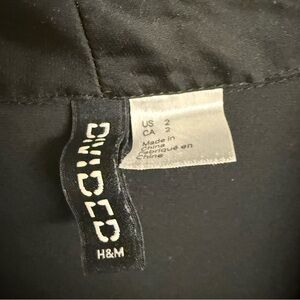 DIVIDED
H&M
US 2
CA 2
Made in
China
Fabriqué en
Chine